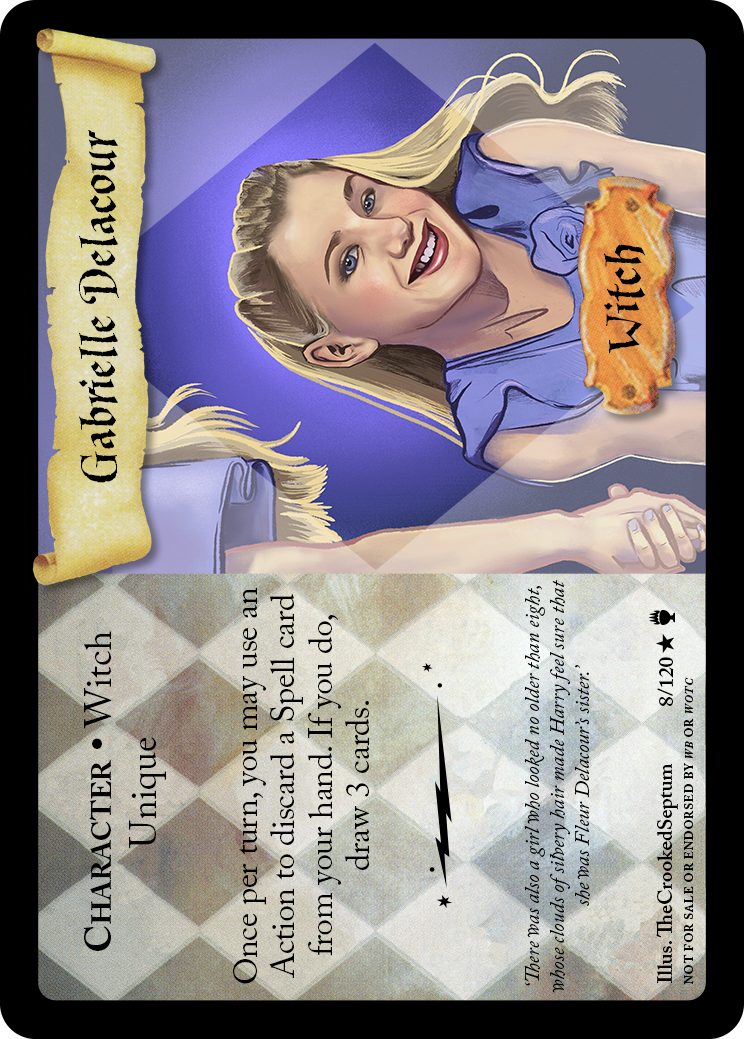 Gabrielle Delacour
Witch
CHARACTER • Witch
Unique
Once per turn, you may use an
Action to discard a Spell card
from your hand. If you do,
draw 3 cards.
‘There was also a girl who looked no older than eight,
whose clouds of silvery hair made Harry feel sure that
she was Fleur Delacour’s sister.’
Illus. TheCrookedSeptum 8/120 ★
NOT FOR SALE OR ENDORSED BY WB OR WOTC